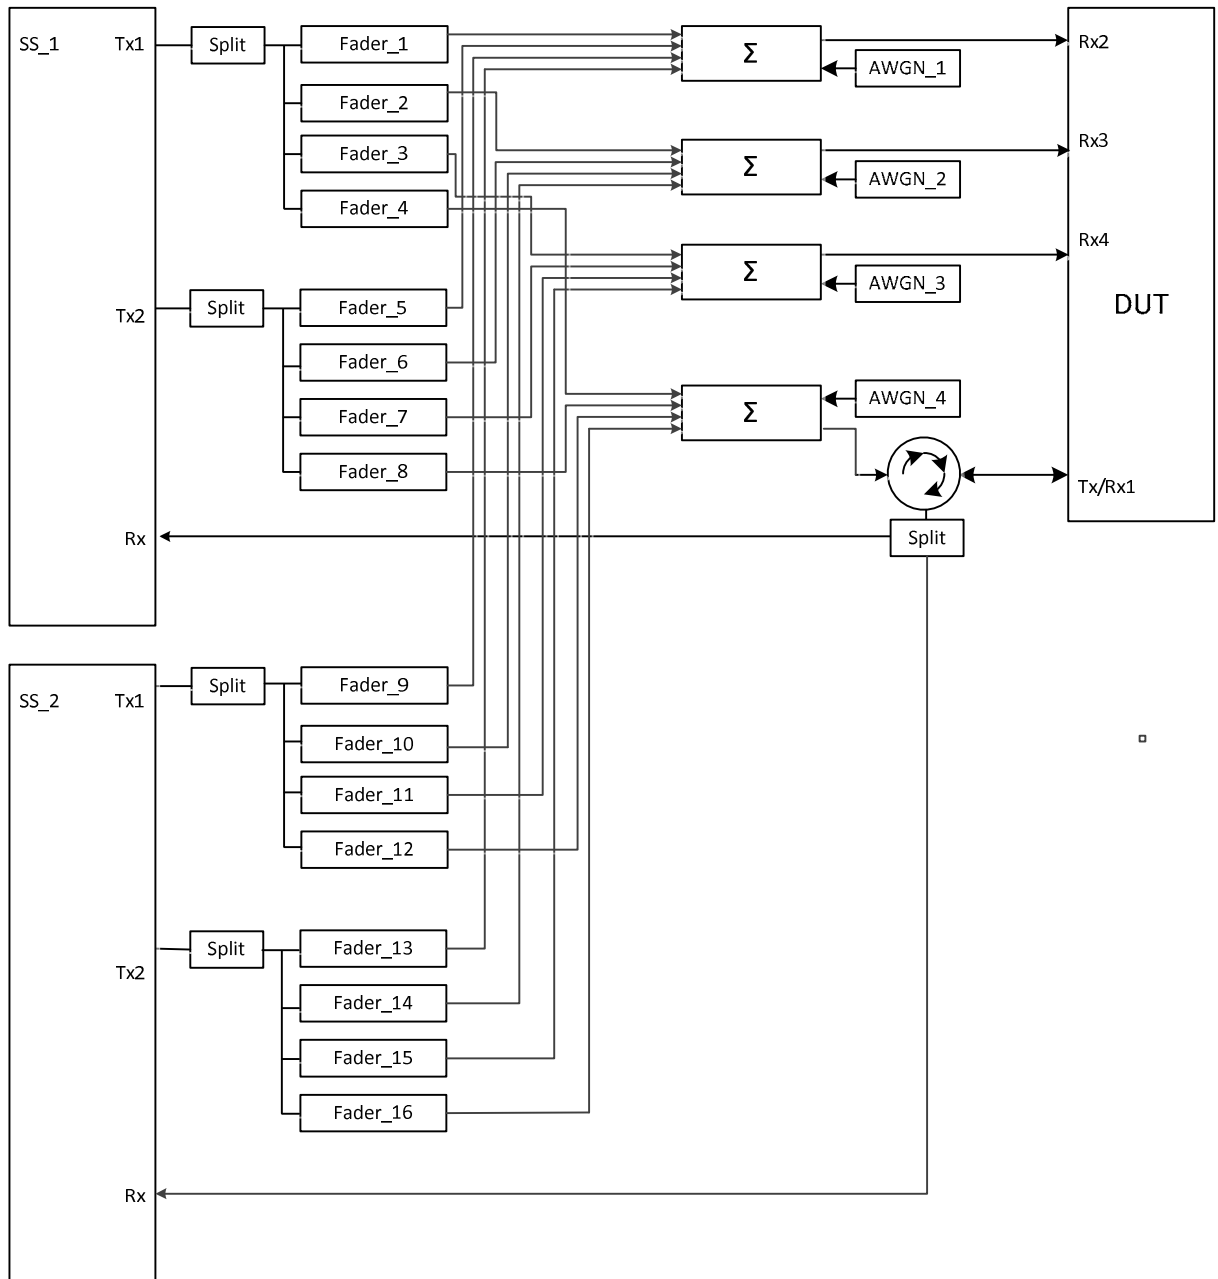 SS_1
Tx1
Split
Fader_1
Σ
Rx2
AWGN_1
Fader_2
Fader_3
Σ
Rx3
AWGN_2
Fader_4
Rx4
Σ
AWGN_3
Tx2
Split
Fader_5
DUT
Fader_6
Fader_7
Σ
AWGN_4
Fader_8
Tx/Rx1
Rx
Split
SS_2
Tx1
Split
Fader_9
Fader_10
Fader_11
Fader_12
Tx2
Split
Fader_13
Fader_14
Fader_15
Fader_16
Rx